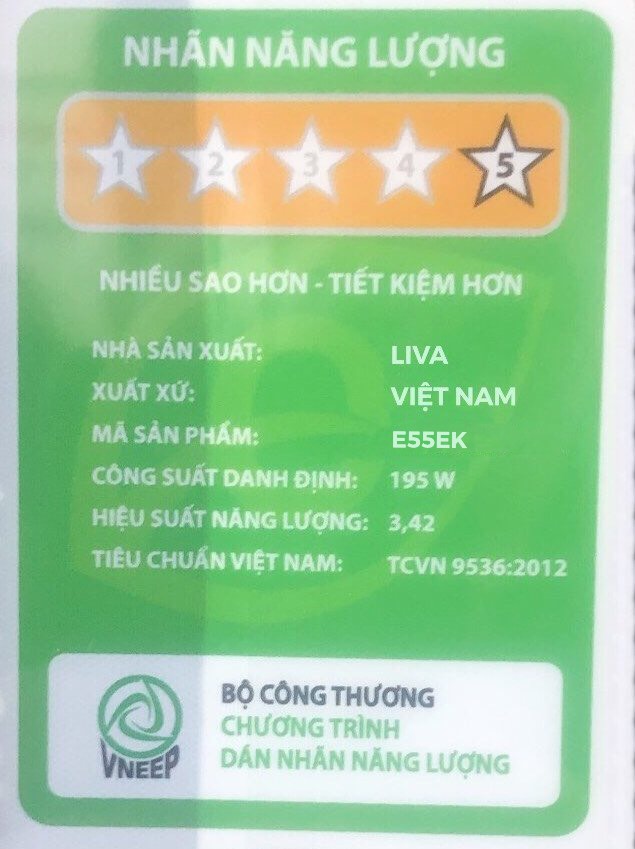 NHÃN NĂNG LƯỢNG
1 2 3 4 5
NHIỀU SAO HƠN - TIẾT KIỆM HƠN
NHÀ SẢN XUẤT: LIVA
XUẤT XỨ: VIỆT NAM
MÃ SẢN PHẨM: E55EK
CÔNG SUẤT DANH ĐỊNH: 195 W
HIỆU SUẤT NĂNG LƯỢNG: 3,42
TIÊU CHUẨN VIỆT NAM: TCVN 9536:2012
VNEEP
BỘ CÔNG THƯƠNG
CHƯƠNG TRÌNH
DÁN NHÃN NĂNG LƯỢNG